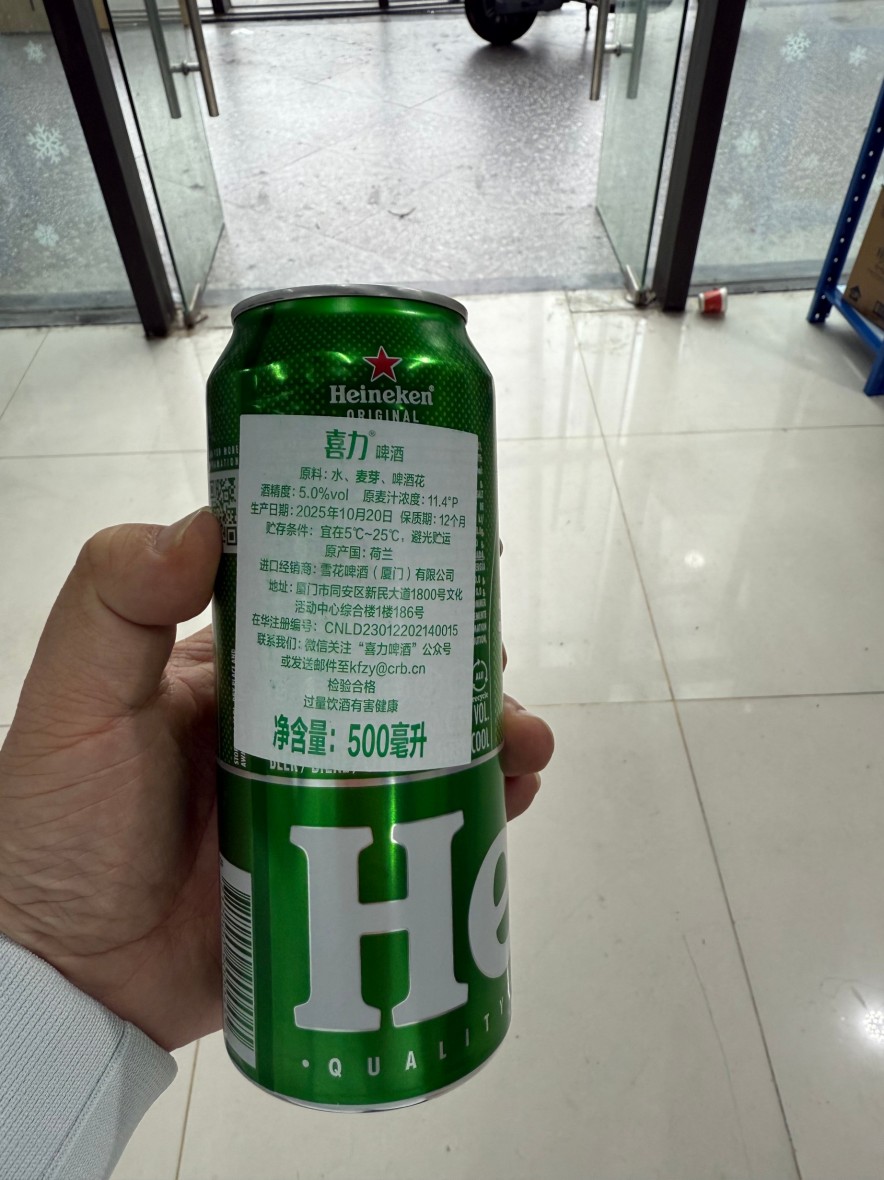 Heineken®
ORIGINAL
喜力® 啤酒
原料：水、麦芽、啤酒花
酒精度：5.0%vol 原麦汁浓度：11.4°P
生产日期：2025年10月20日 保质期：12个月
贮存条件：宜在5℃~25℃，避光贮运
原产国：荷兰
进口经销商：雪花啤酒（厦门）有限公司
地址：厦门市同安区新民大道1800号文化
活动中心综合楼1楼186号
在华注册编号：CNLD23012202140015
联系我们：微信关注“喜力啤酒”公众号
或发送邮件至kfzy@crb.cn
检验合格
过量饮酒有害健康
净含量：500毫升
VOL.
COOL
He
• QUALITY